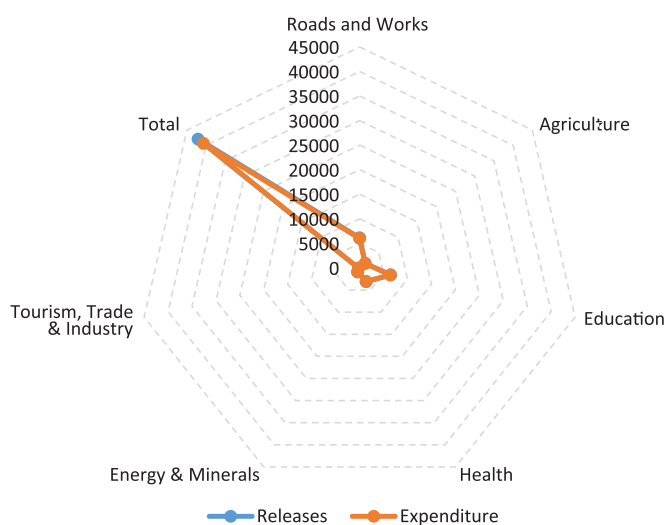 Roads and Works
45000
40000
35000
30000
25000
20000
15000
10000
5000
0
Total
Agriculture
Tourism, Trade
& Industry
Education
Energy & Minerals
Health
Releases
Expenditure